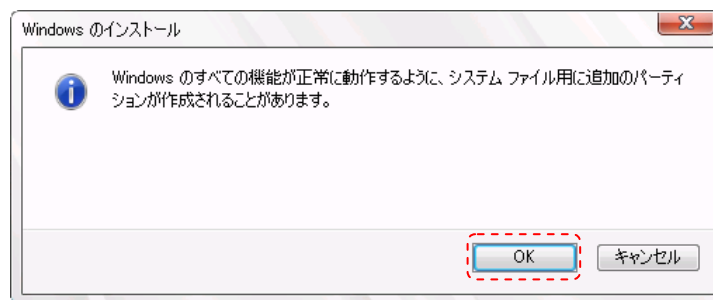 Windows のインストール
Windows のすべての機能が正常に動作するように、システム ファイル用に追加のパーティ
ションが作成されることがあります。
OK
キャンセル